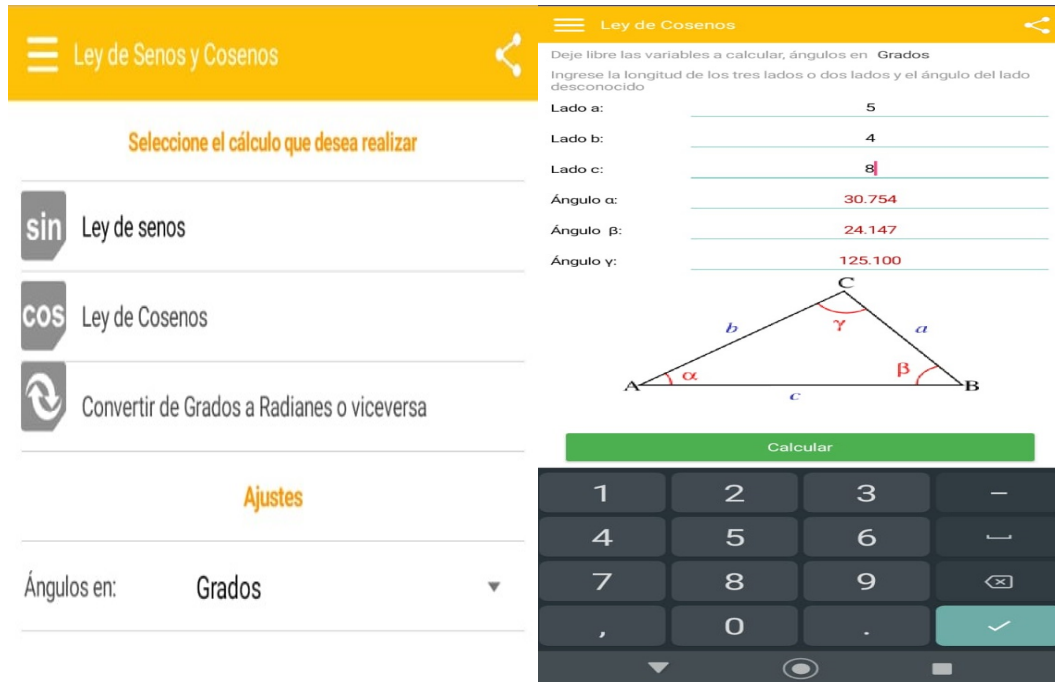 Ley de Senos y Cosenos
Seleccione el cálculo que desea realizar
sin Ley de senos
cos Ley de Cosenos
Convertir de Grados a Radianes o viceversa
Ajustes
Ángulos en: Grados
Ley de Cosenos
Deje libre las variables a calcular, ángulos en Grados
Ingrese la longitud de los tres lados o dos lados y el ángulo del lado
desconocido
Lado a: 5
Lado b: 4
Lado c: 8
Ángulo α: 30.754
Ángulo β: 24.147
Ángulo γ: 125.100
C
b γ a
A α β B
c
Calcular
1 2 3 –
4 5 6
7 8 9
, 0 .